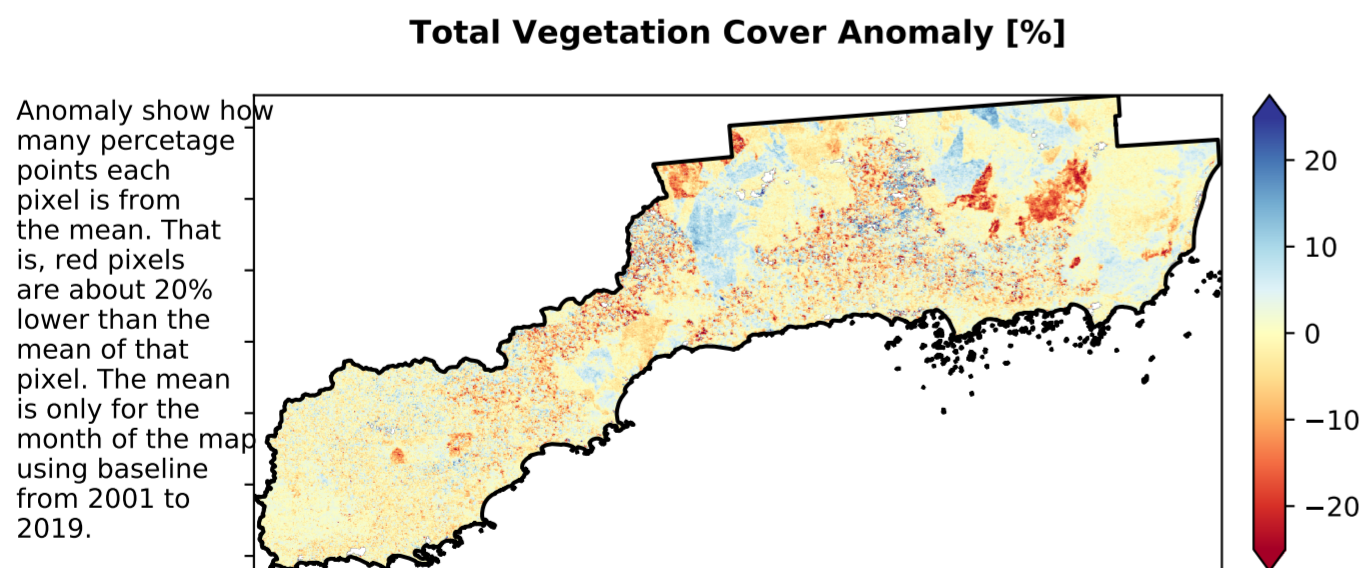 Total Vegetation Cover Anomaly [%]
Anomaly show how
many percetage
points each
pixel is from
the mean. That
is, red pixels
are about 20%
lower than the
mean of that
pixel. The mean
is only for the
month of the map
using baseline
from 2001 to
2019.
20
10
0
−10
−20